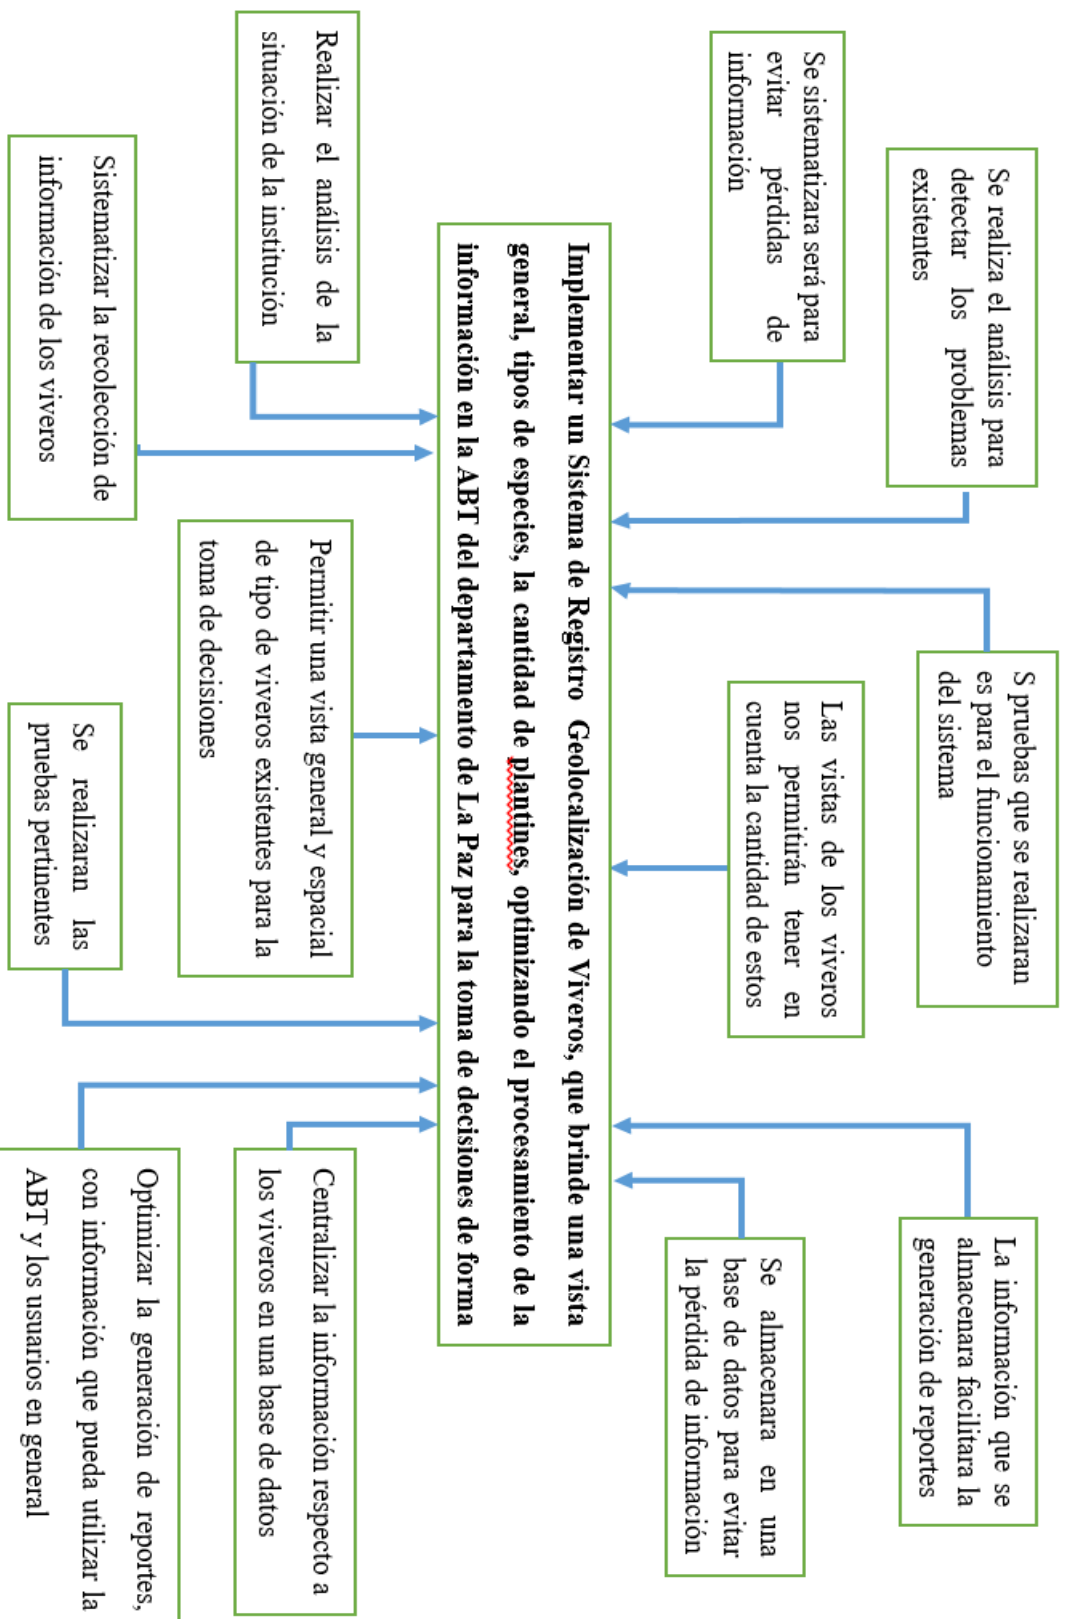 Se realiza el análisis para
detectar los problemas
existentes
S pruebas que se realizaran
es para el funcionamiento
del sistema
La información que se
almacenara facilitara la
generación de reportes
Se sistematizara será para
evitar pérdidas de
información
Las vistas de los viveros
nos permitirán tener en
cuenta la cantidad de estos
Se almacenara en una
base de datos para evitar
la pérdida de información
Implementar un Sistema de Registro Geolocalización de Viveros, que brinde una vista
general, tipos de especies, la cantidad de plantines, optimizando el procesamiento de la
información en la ABT del departamento de La Paz para la toma de decisiones de forma
Realizar el análisis de la
situación de la institución
Permitir una vista general y espacial
de tipo de viveros existentes para la
toma de decisiones
Centralizar la información respecto a
los viveros en una base de datos
Sistematizar la recolección de
información de los viveros
Se realizaran las
pruebas pertinentes
Optimizar la generación de reportes,
con información que pueda utilizar la
ABT y los usuarios en general